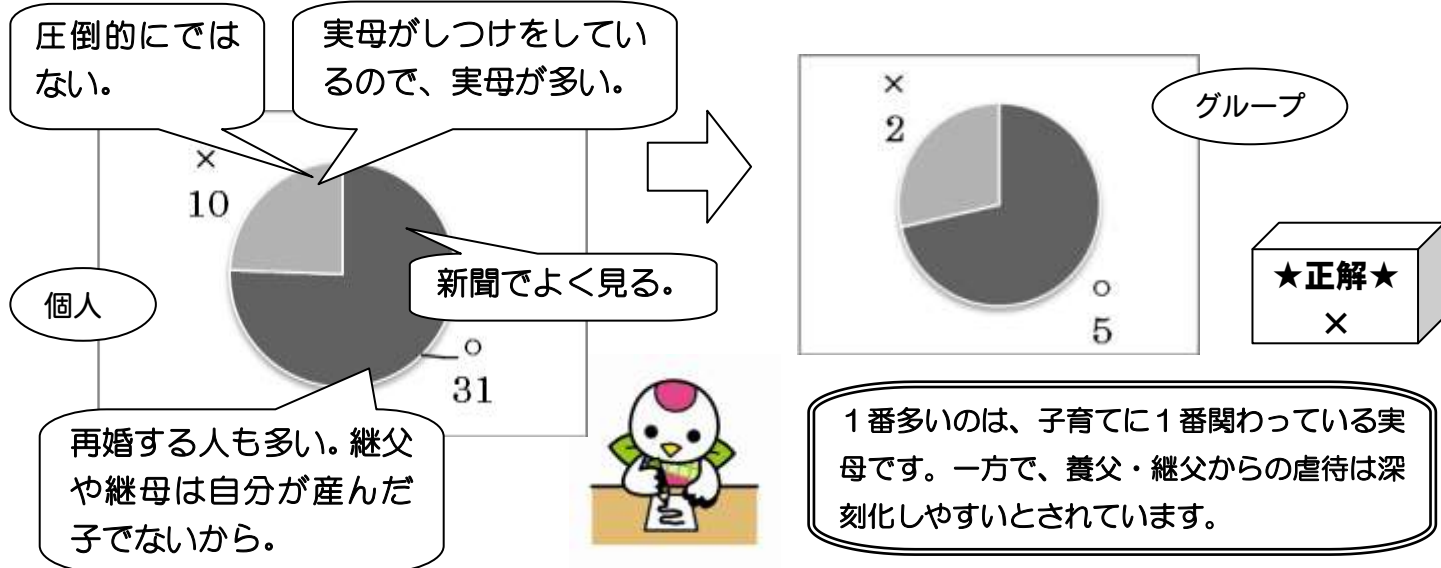 圧倒的にでは
ない。
実母がしつけをしてい
るので、実母が多い。
×
10
個人
新聞でよく見る。
○
31
再婚する人も多い。継父
や継母は自分が産んだ
子でないから。
×
2
グループ
○
5
★正解★
×
1番多いのは、子育てに1番関わっている実
母です。一方で、養父・継父からの虐待は深
刻化しやすいとされています。